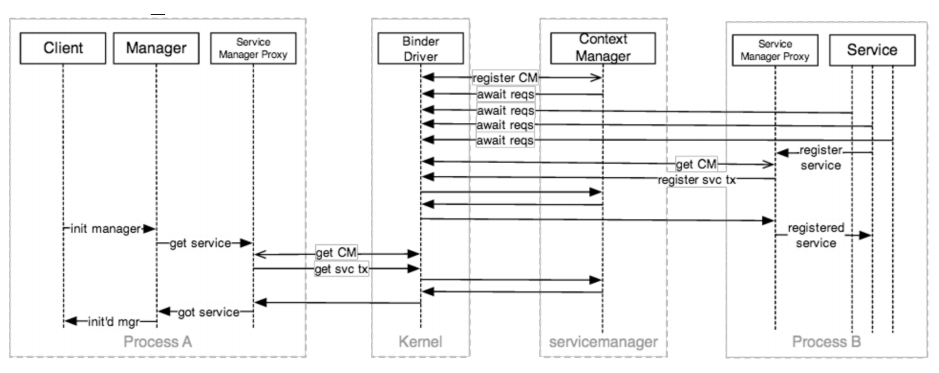 Client
Manager
Service
Manager Proxy
Binder
Driver
Context
Manager
Service
Manager Proxy
Service
register CM
await reqs
await reqs
await reqs
await reqs
register
service
get CM
register svc tx
init manager
registered
service
get service
get CM
get svc tx
got service
init'd mgr
Process A
Kernel
servicemanager
Process B